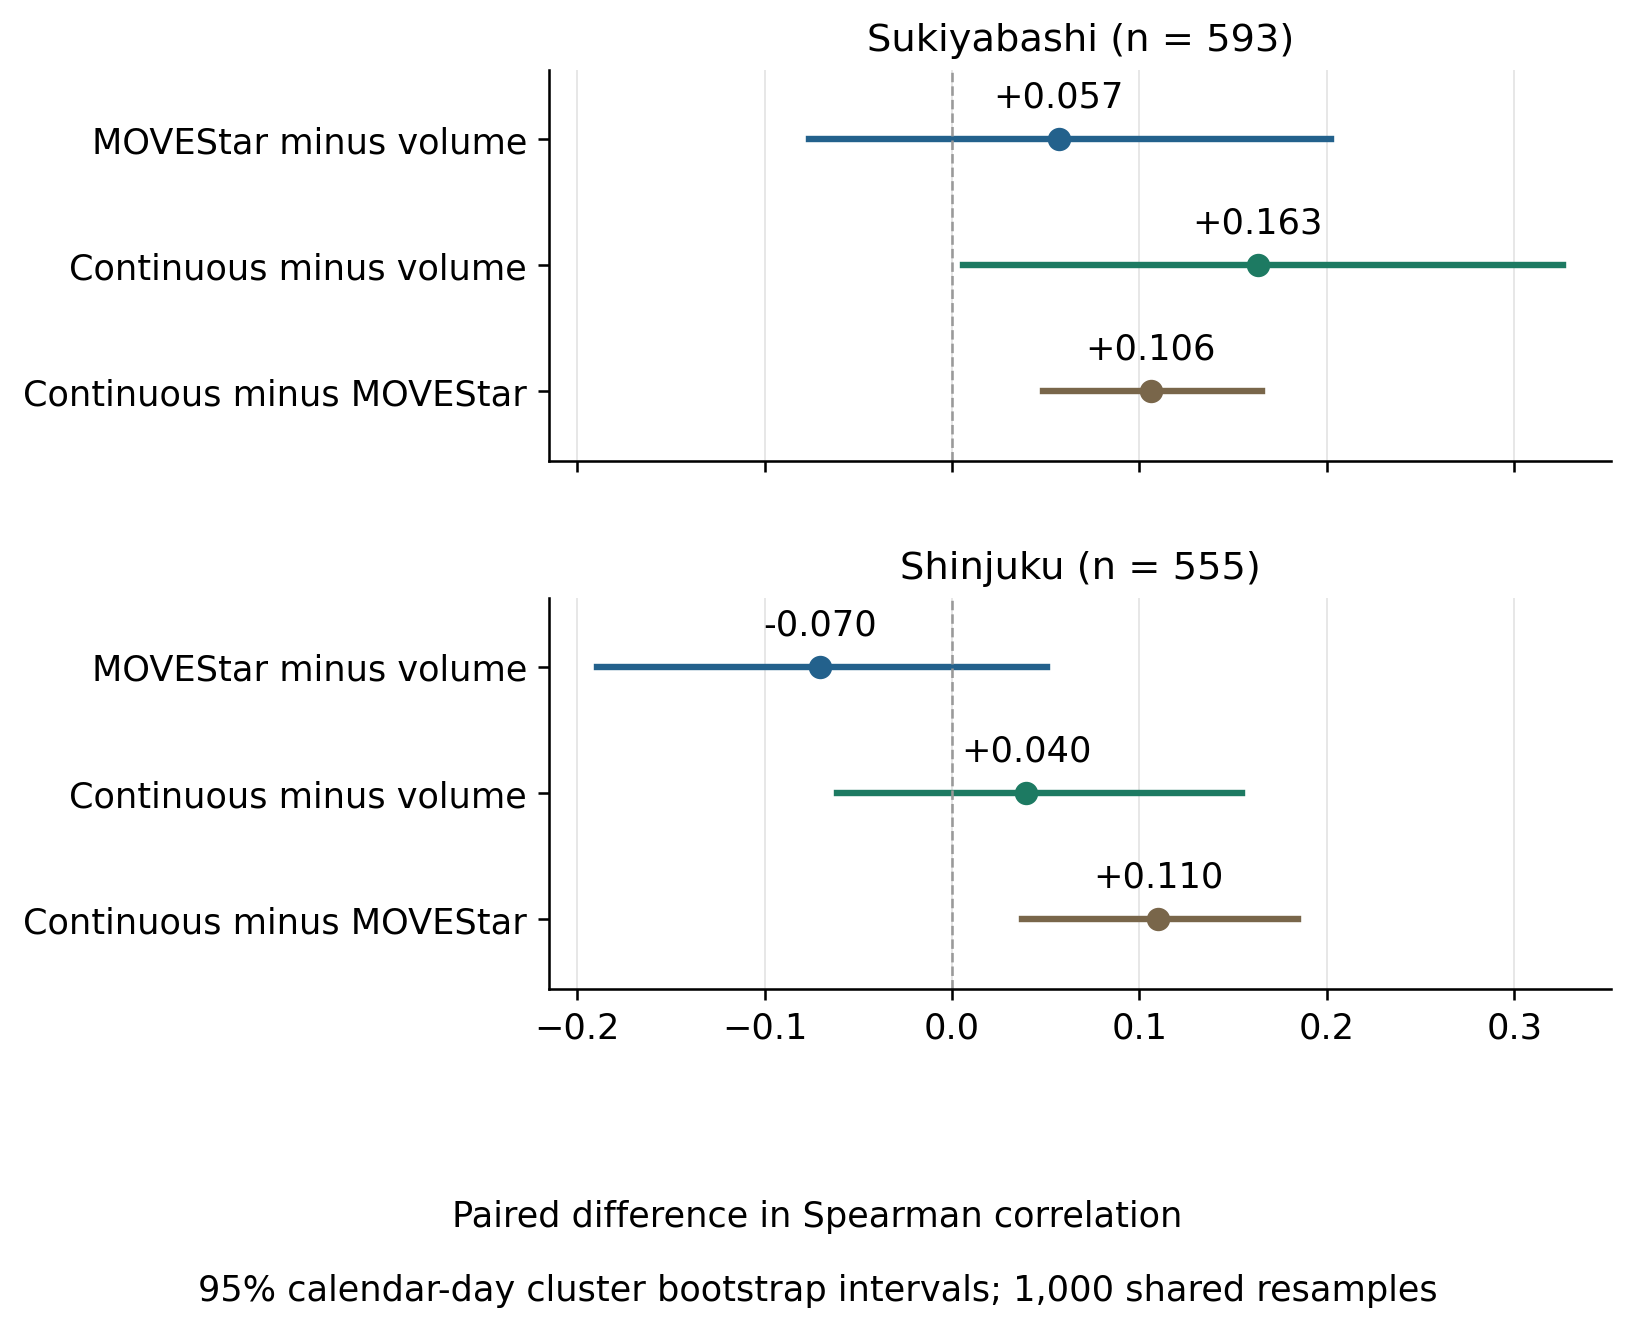 Sukiyabashi (n = 593)
+0.057
MOVEStar minus volume
+0.163
Continuous minus volume
+0.106
Continuous minus MOVEStar
Shinjuku (n = 555)
-0.070
MOVEStar minus volume
+0.040
Continuous minus volume
+0.110
Continuous minus MOVEStar
−0.2 −0.1 0.0 0.1 0.2 0.3
Paired difference in Spearman correlation
95% calendar-day cluster bootstrap intervals; 1,000 shared resamples